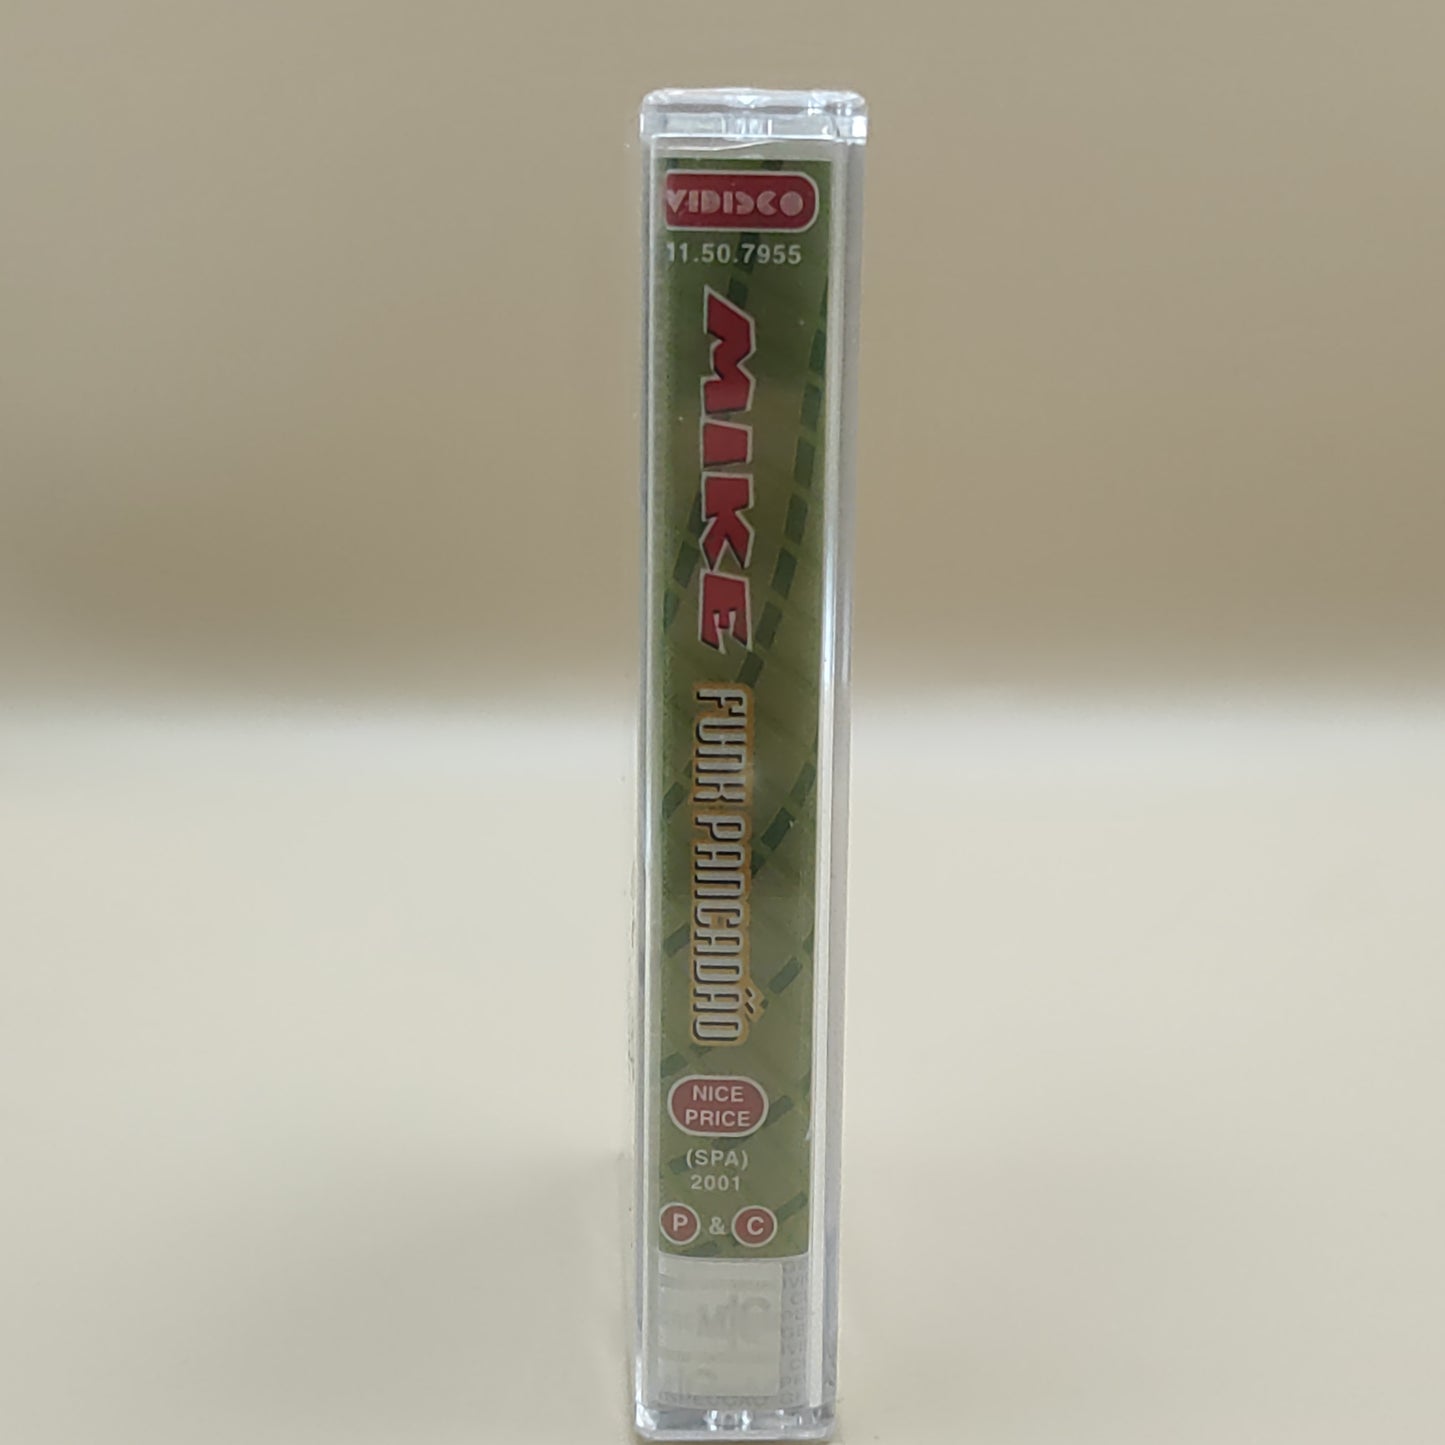 VIDISCO
11.50.7955
MIKE
FUNK PANCADÃO
NICE
PRICE
(SPA)
2001
P & C